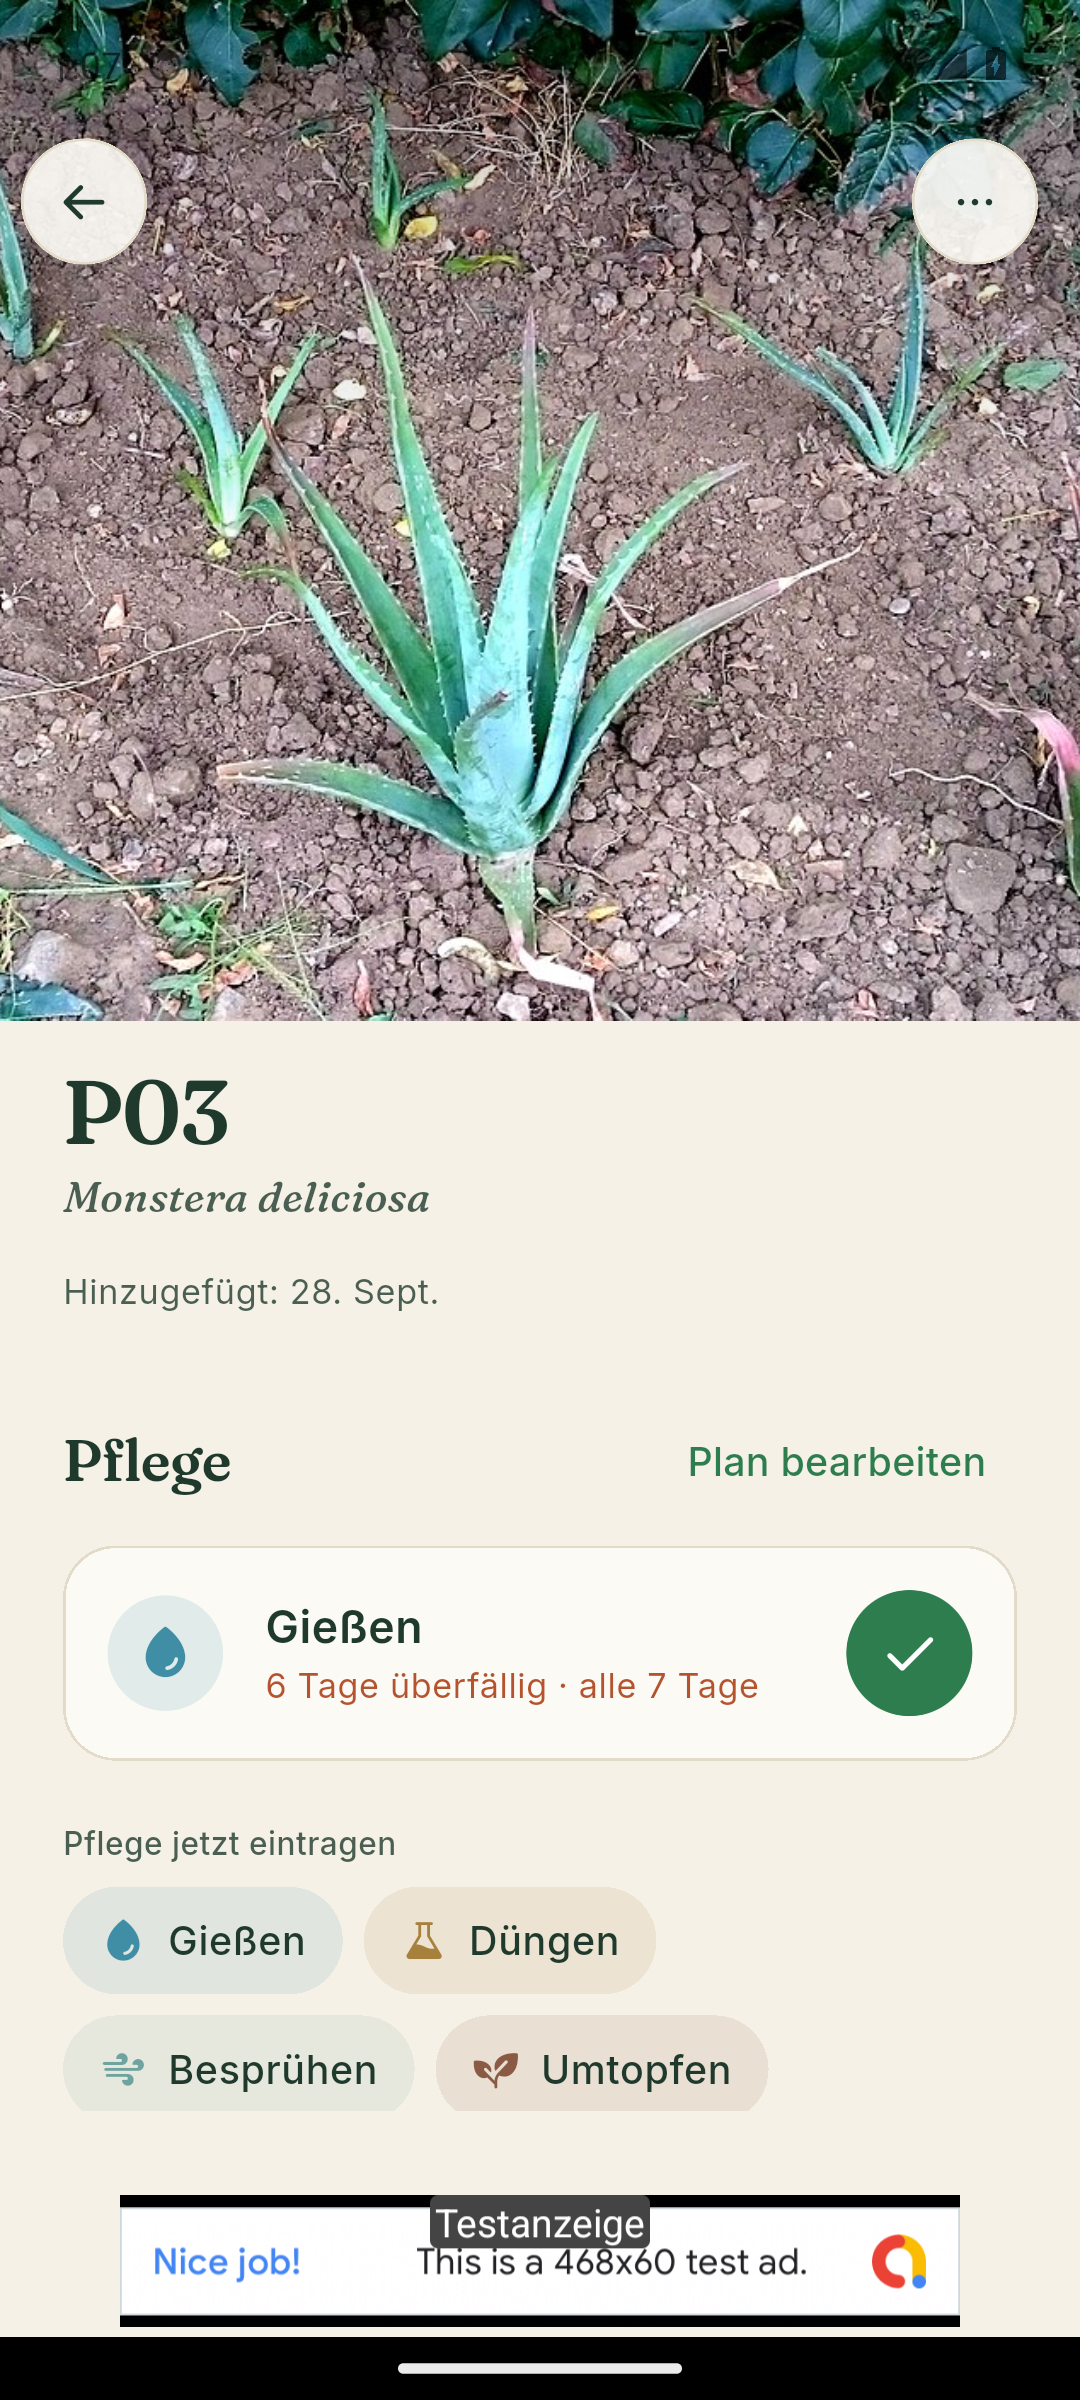 P03
Monstera deliciosa
Hinzugefügt: 28. Sept.
Pflege
Plan bearbeiten
Gießen
6 Tage überfällig · alle 7 Tage
Pflege jetzt eintragen
Gießen
Düngen
Besprühen
Umtopfen
Testanzeige
Nice job!
This is a 468x60 test ad.